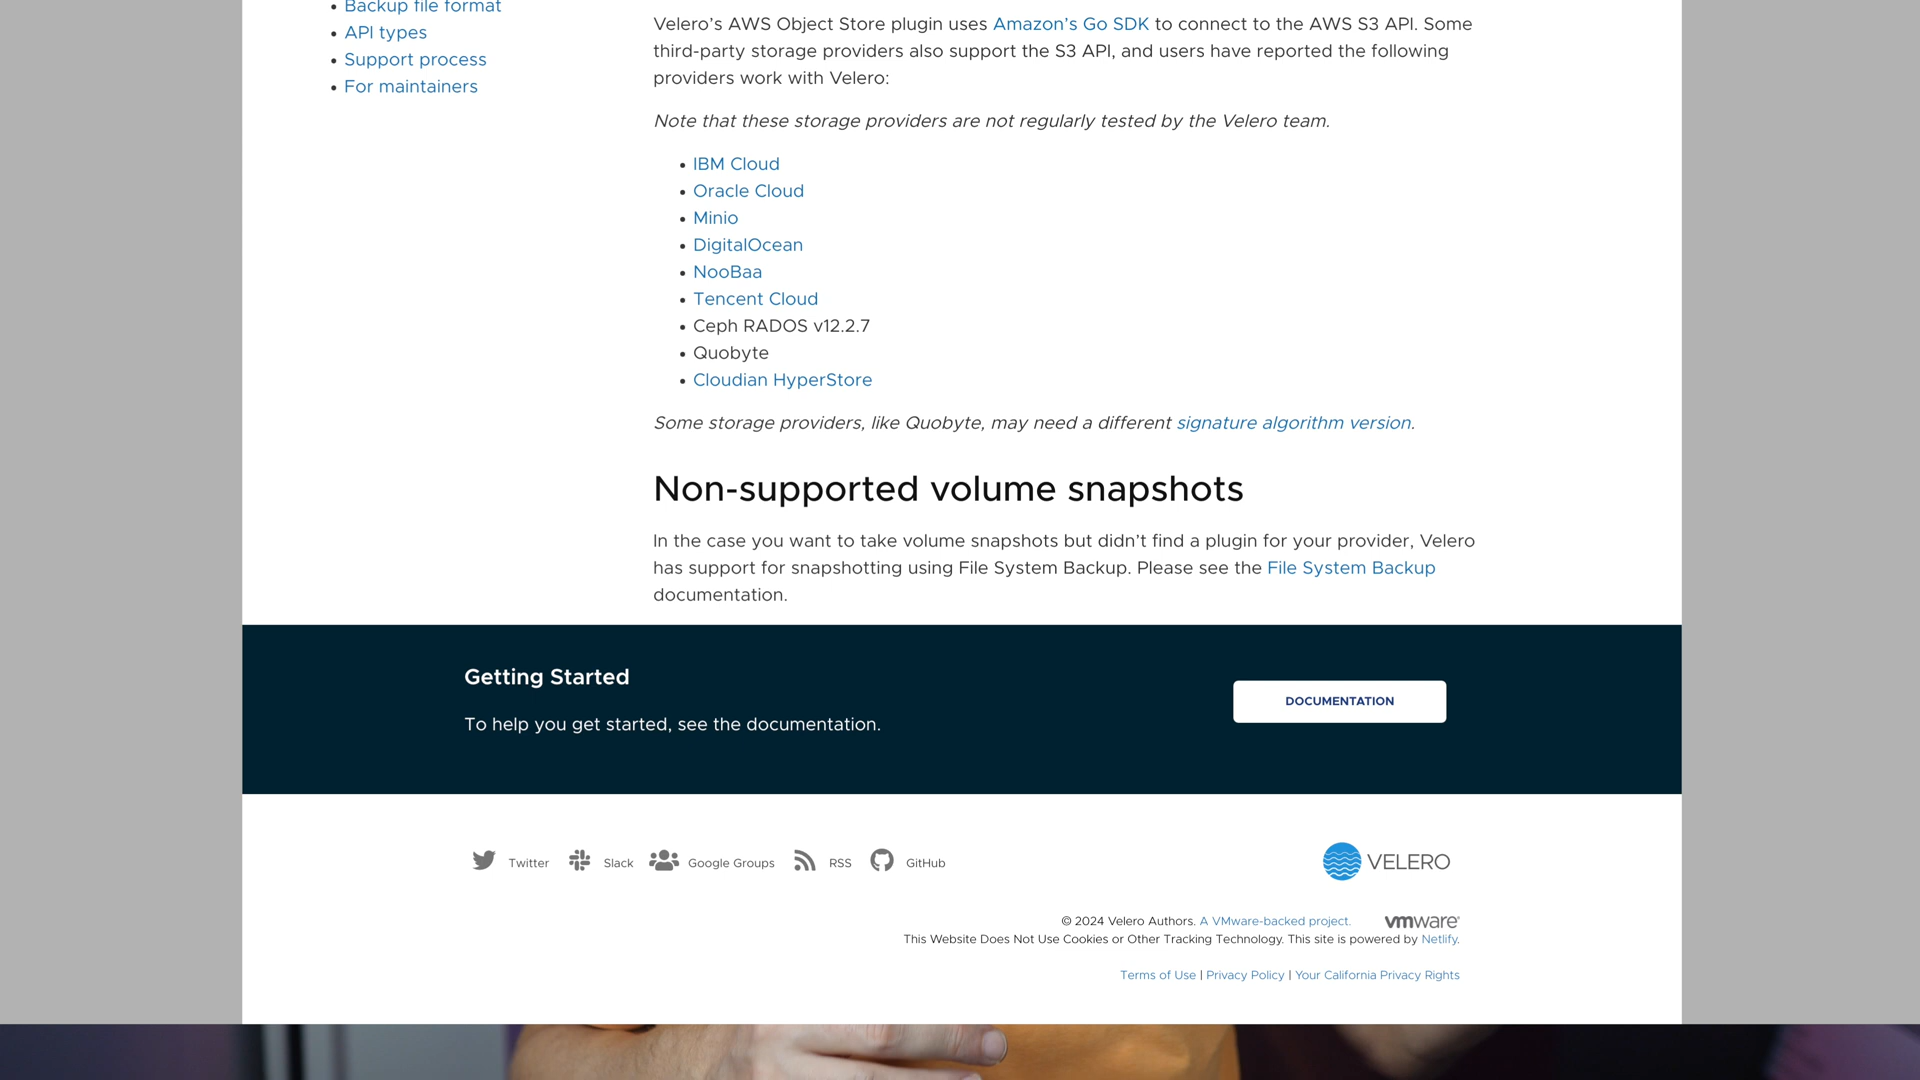 Backup file format
API types
Support process
For maintainers
Velero’s AWS Object Store plugin uses Amazon’s Go SDK to connect to the AWS S3 API. Some
third-party storage providers also support the S3 API, and users have reported the following
providers work with Velero:
Note that these storage providers are not regularly tested by the Velero team.
IBM Cloud
Oracle Cloud
Minio
DigitalOcean
NooBaa
Tencent Cloud
Ceph RADOS v12.2.7
Quobyte
Cloudian HyperStore
Some storage providers, like Quobyte, may need a different signature algorithm version.
Non-supported volume snapshots
In the case you want to take volume snapshots but didn’t find a plugin for your provider, Velero
has support for snapshotting using File System Backup. Please see the File System Backup
documentation.
Getting Started
To help you get started, see the documentation.
DOCUMENTATION
Twitter Slack Google Groups RSS GitHub
VELERO
© 2024 Velero Authors. A VMware-backed project. vmware®
This Website Does Not Use Cookies or Other Tracking Technology. This site is powered by Netlify.
Terms of Use | Privacy Policy | Your California Privacy Rights